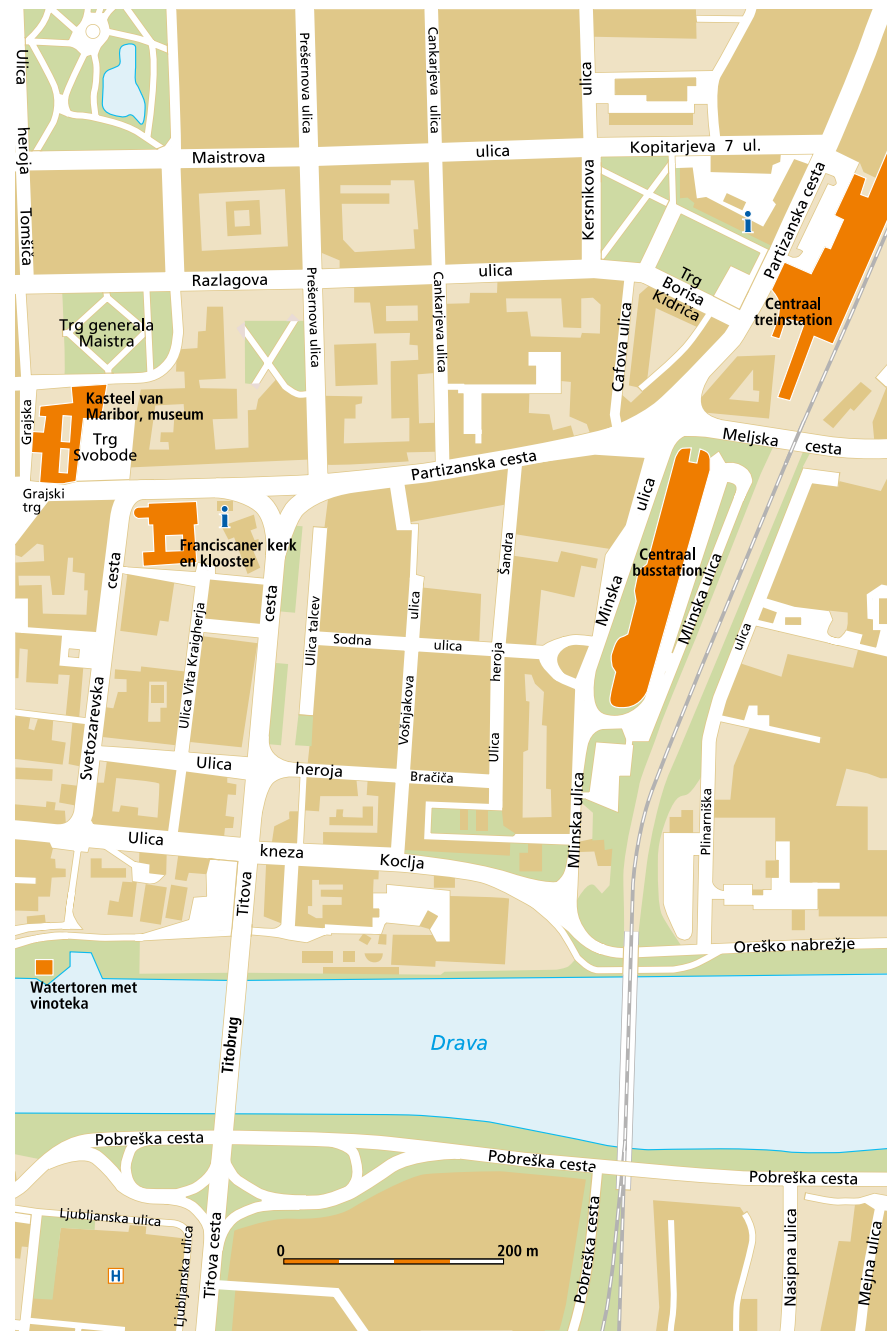 Ulica
heroja
Tomšiča
Prešernova ulica
Cankarjeva ulica
ulica
Kersnikova
Maistrova
ulica
Kopitarjeva 7 ul.
Partizanska cesta
i
Razlagova
ulica
Prešernova ulica
Cankarjeva ulica
Trg
Borisa
Kidriča
Cafova ulica
Centraal
treinstation
Trg generala
Maistra
Grajska
Kasteel van
Maribor, museum
Trg
Svobode
Grajski
trg
Partizanska cesta
Meljska
cesta
i
Franciscaner kerk
en klooster
cesta
Svetozarevska
Ulica Vita Kraigherja
cesta
Ulica talcev
Sodna
ulica
ulica
Vošnjakova
Šandra
heroja
Ulica
ulica
Minska
Centraal
busstation
Mlinska ulica
ulica
Plinarniška
Ulica
heroja
Bračiča
Mlinska ulica
Ulica
kneza
Koclja
Titova
Oreško nabrežje
Watertoren met
vinoteka
Titobrug
Drava
Pobreška cesta
Pobreška cesta
Pobreška cesta
Ljubljanska ulica
Ljubljanska ulica
Titova cesta
H
0
200 m
Pobreška cesta
Nasipna ulica
Mejna ulica